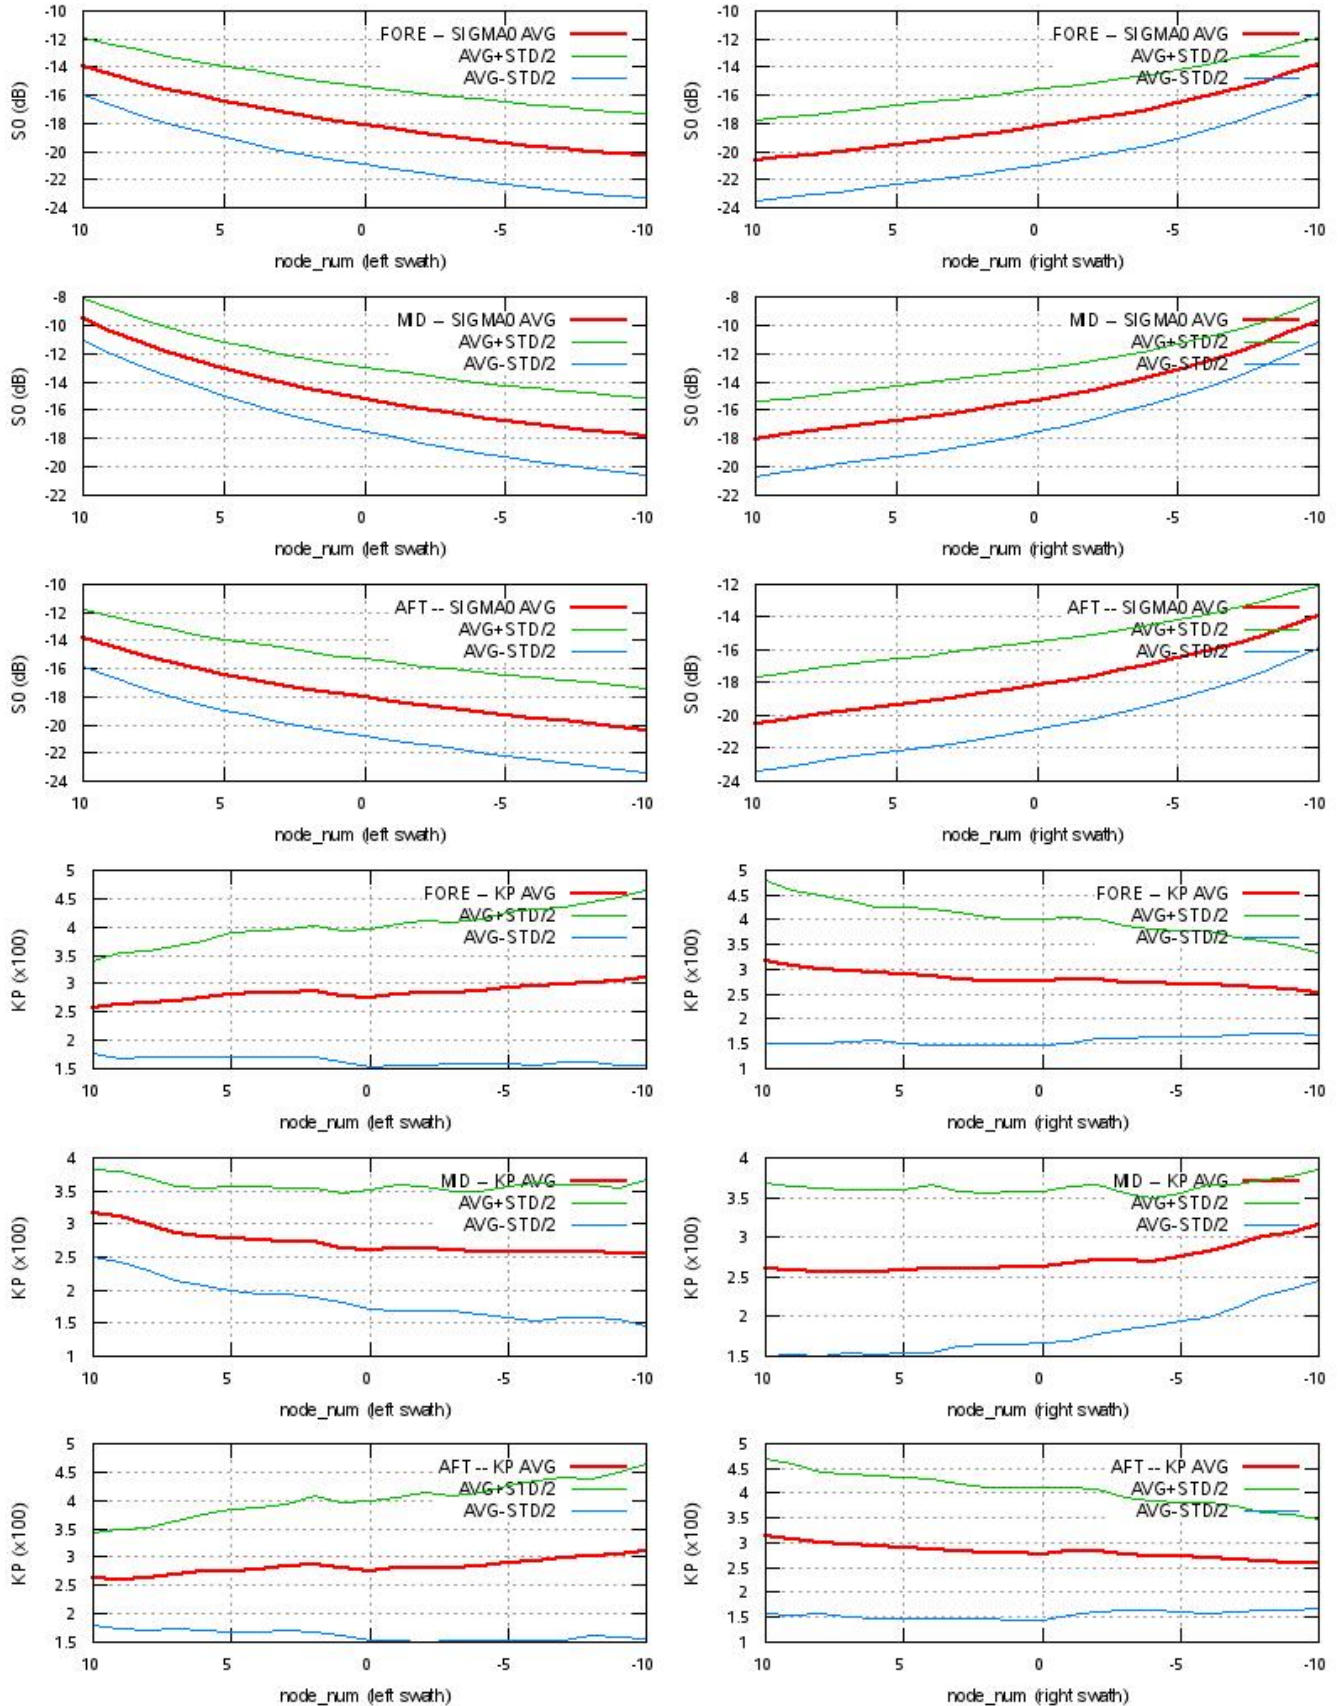 -10
-12
-14
-16
-18
-20
-22
-24
S0 (dB)
FORE – SIGMA0 AVG
AVG+STD/2
AVG-STD/2
10 5 0 -5 -10
node_num (left swath)
-10
-12
-14
-16
-18
-20
-22
-24
S0 (dB)
FORE – SIGMA0 AVG
AVG+STD/2
AVG-STD/2
10 5 0 -5 -10
node_num (right swath)
-8
-10
-12
-14
-16
-18
-20
-22
S0 (dB)
MID – SIGMA0 AVG
AVG+STD/2
AVG-STD/2
10 5 0 -5 -10
node_num (left swath)
-8
-10
-12
-14
-16
-18
-20
-22
S0 (dB)
MID – SIGMA0 AVG
AVG+STD/2
AVG-STD/2
10 5 0 -5 -10
node_num (right swath)
-10
-12
-14
-16
-18
-20
-22
-24
S0 (dB)
AFT -- SIGMA0 AVG
AVG+STD/2
AVG-STD/2
10 5 0 -5 -10
node_num (left swath)
-12
-14
-16
-18
-20
-22
-24
S0 (dB)
AFT -- SIGMA0 AVG
AVG+STD/2
AVG-STD/2
10 5 0 -5 -10
node_num (right swath)
5
4.5
4
3.5
3
2.5
2
1.5
KP (x100)
FORE – KP AVG
AVG+STD/2
AVG-STD/2
10 5 0 -5 -10
node_num (left swath)
5
4.5
4
3.5
3
2.5
2
1.5
1
KP (x100)
FORE – KP AVG
AVG+STD/2
AVG-STD/2
10 5 0 -5 -10
node_num (right swath)
4
3.5
3
2.5
2
1.5
1
KP (x100)
MID – KP AVG
AVG+STD/2
AVG-STD/2
10 5 0 -5 -10
node_num (left swath)
4
3.5
3
2.5
2
1.5
KP (x100)
MID – KP AVG
AVG+STD/2
AVG-STD/2
10 5 0 -5 -10
node_num (right swath)
5
4.5
4
3.5
3
2.5
2
1.5
KP (x100)
AFT -- KP AVG
AVG+STD/2
AVG-STD/2
10 5 0 -5 -10
node_num (left swath)
5
4.5
4
3.5
3
2.5
2
1.5
1
KP (x100)
AFT -- KP AVG
AVG+STD/2
AVG-STD/2
10 5 0 -5 -10
node_num (right swath)